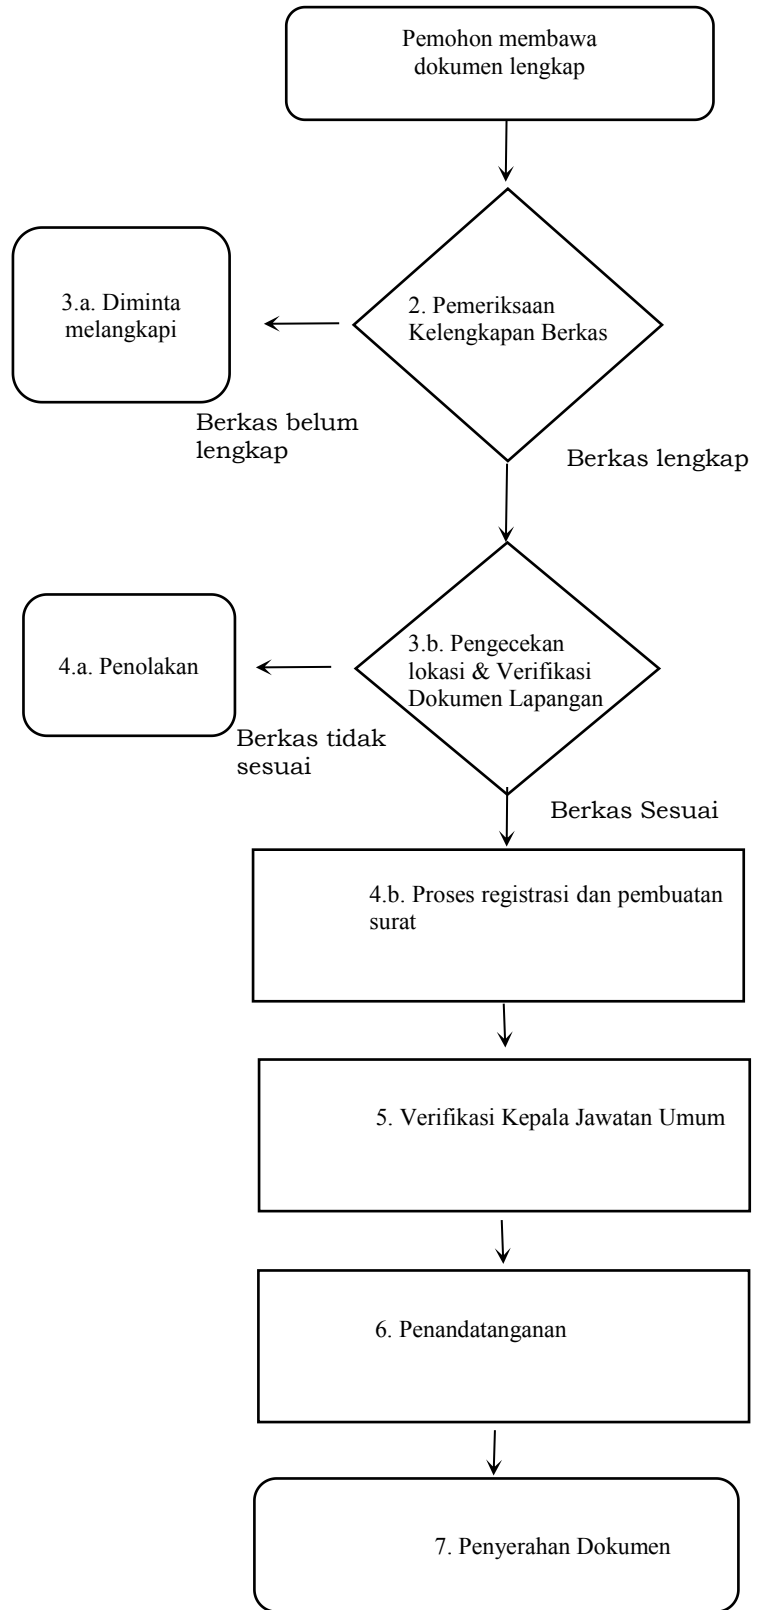 Pemohon membawa
dokumen lengkap
2. Pemeriksaan
Kelengkapan Berkas
3.a. Diminta
melangkapi
Berkas belum
lengkap
Berkas lengkap
3.b. Pengecekan
lokasi & Verifikasi
Dokumen Lapangan
4.a. Penolakan
Berkas tidak
sesuai
Berkas Sesuai
4.b. Proses registrasi dan pembuatan
surat
5. Verifikasi Kepala Jawatan Umum
6. Penandatanganan
7. Penyerahan Dokumen